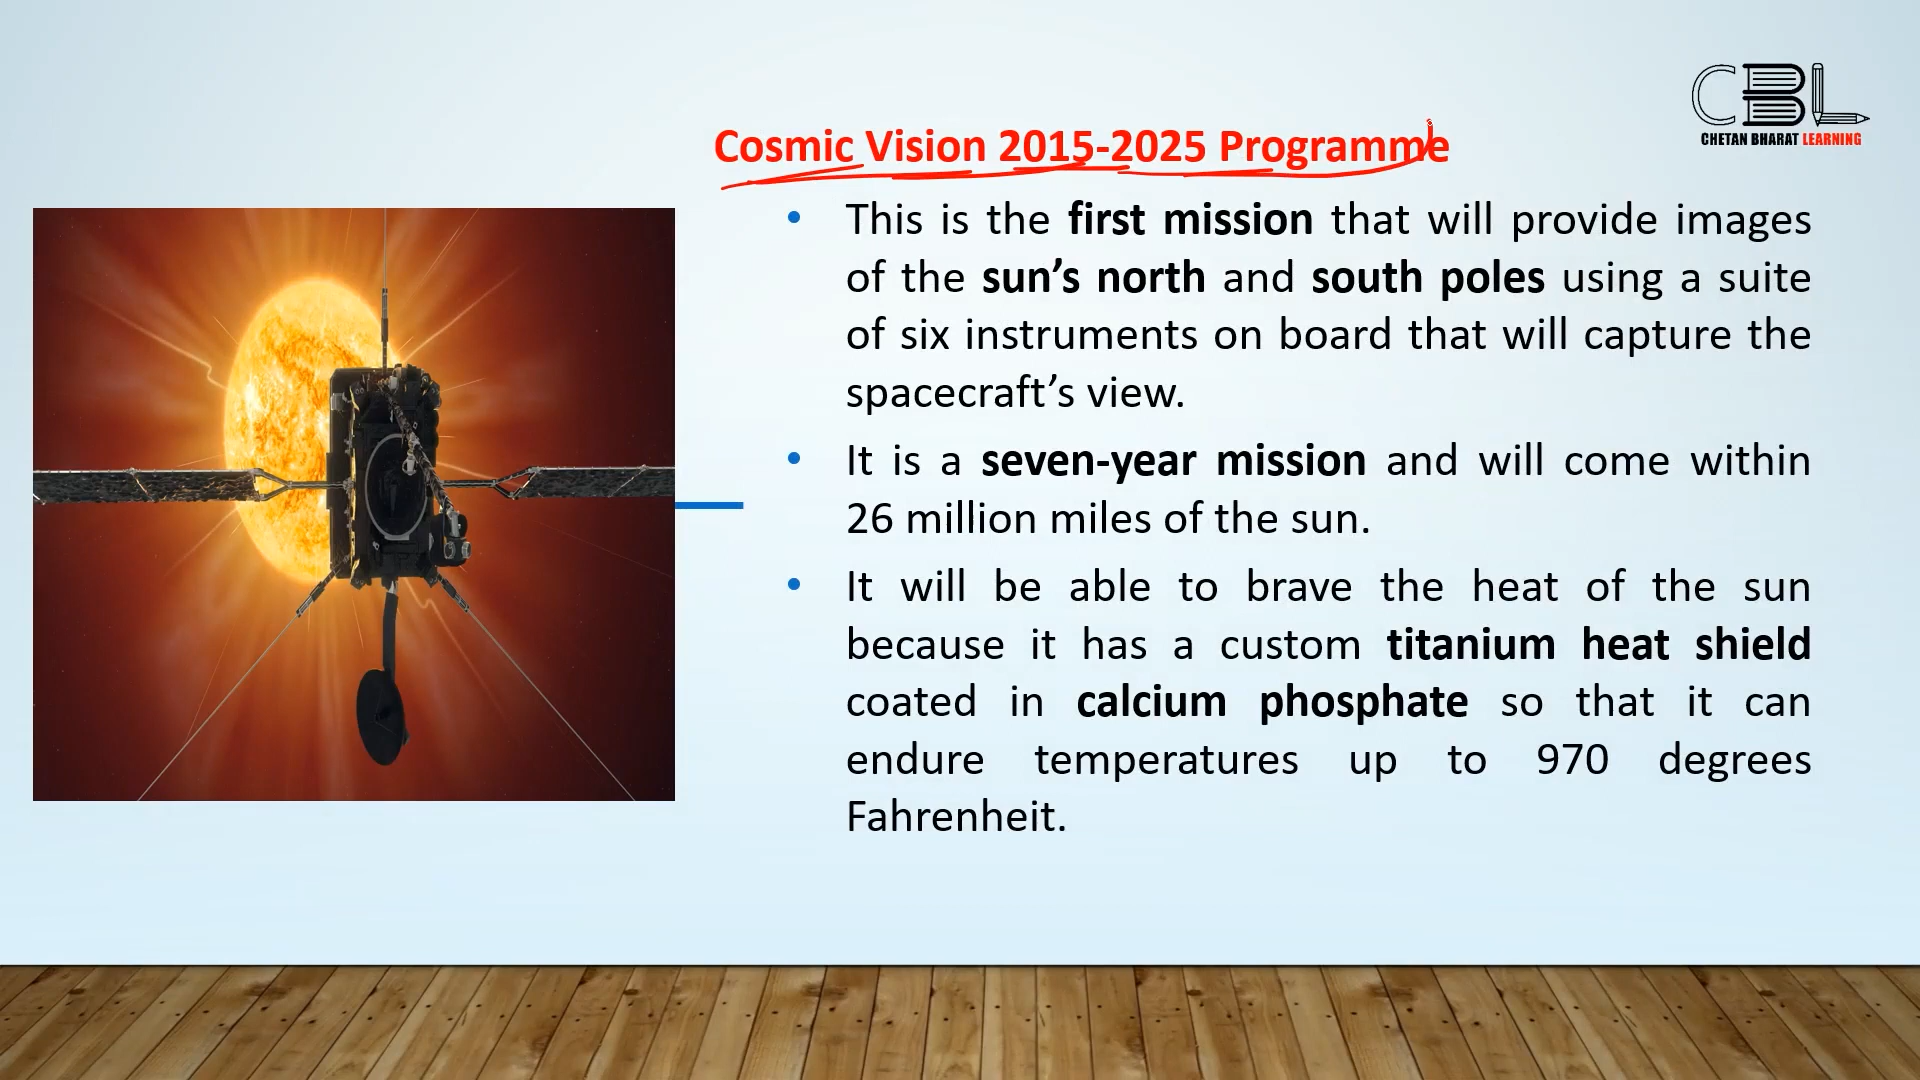 CBL
CHETAN BHARAT LEARNING
Cosmic Vision 2015-2025 Programme
• This is the first mission that will provide images
of the sun’s north and south poles using a suite
of six instruments on board that will capture the
spacecraft’s view.
• It is a seven-year mission and will come within
26 million miles of the sun.
• It will be able to brave the heat of the sun
because it has a custom titanium heat shield
coated in calcium phosphate so that it can
endure temperatures up to 970 degrees
Fahrenheit.